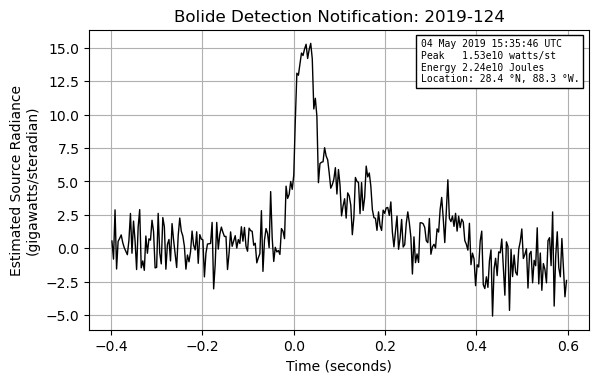 Bolide Detection Notification: 2019-124
04 May 2019 15:35:46 UTC
Peak   1.53e10 watts/st
Energy 2.24e10 Joules
Location: 28.4 °N, 88.3 °W.
Estimated Source Radiance
(gigawatts/steradian)
15.0
12.5
10.0
7.5
5.0
2.5
0.0
−2.5
−5.0
−0.4 −0.2 0.0 0.2 0.4 0.6
Time (seconds)